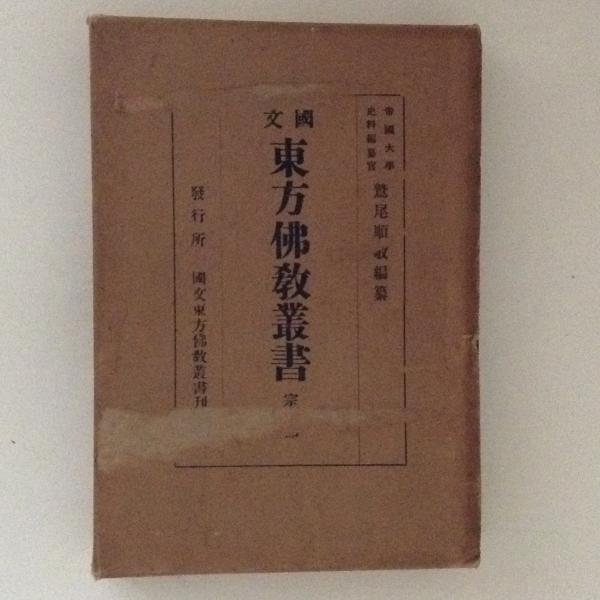 帝國大學
史料編纂官
鷲尾順敬編纂
國文
東方佛教叢書
宗
一
發行所
國文東方佛教叢書刊